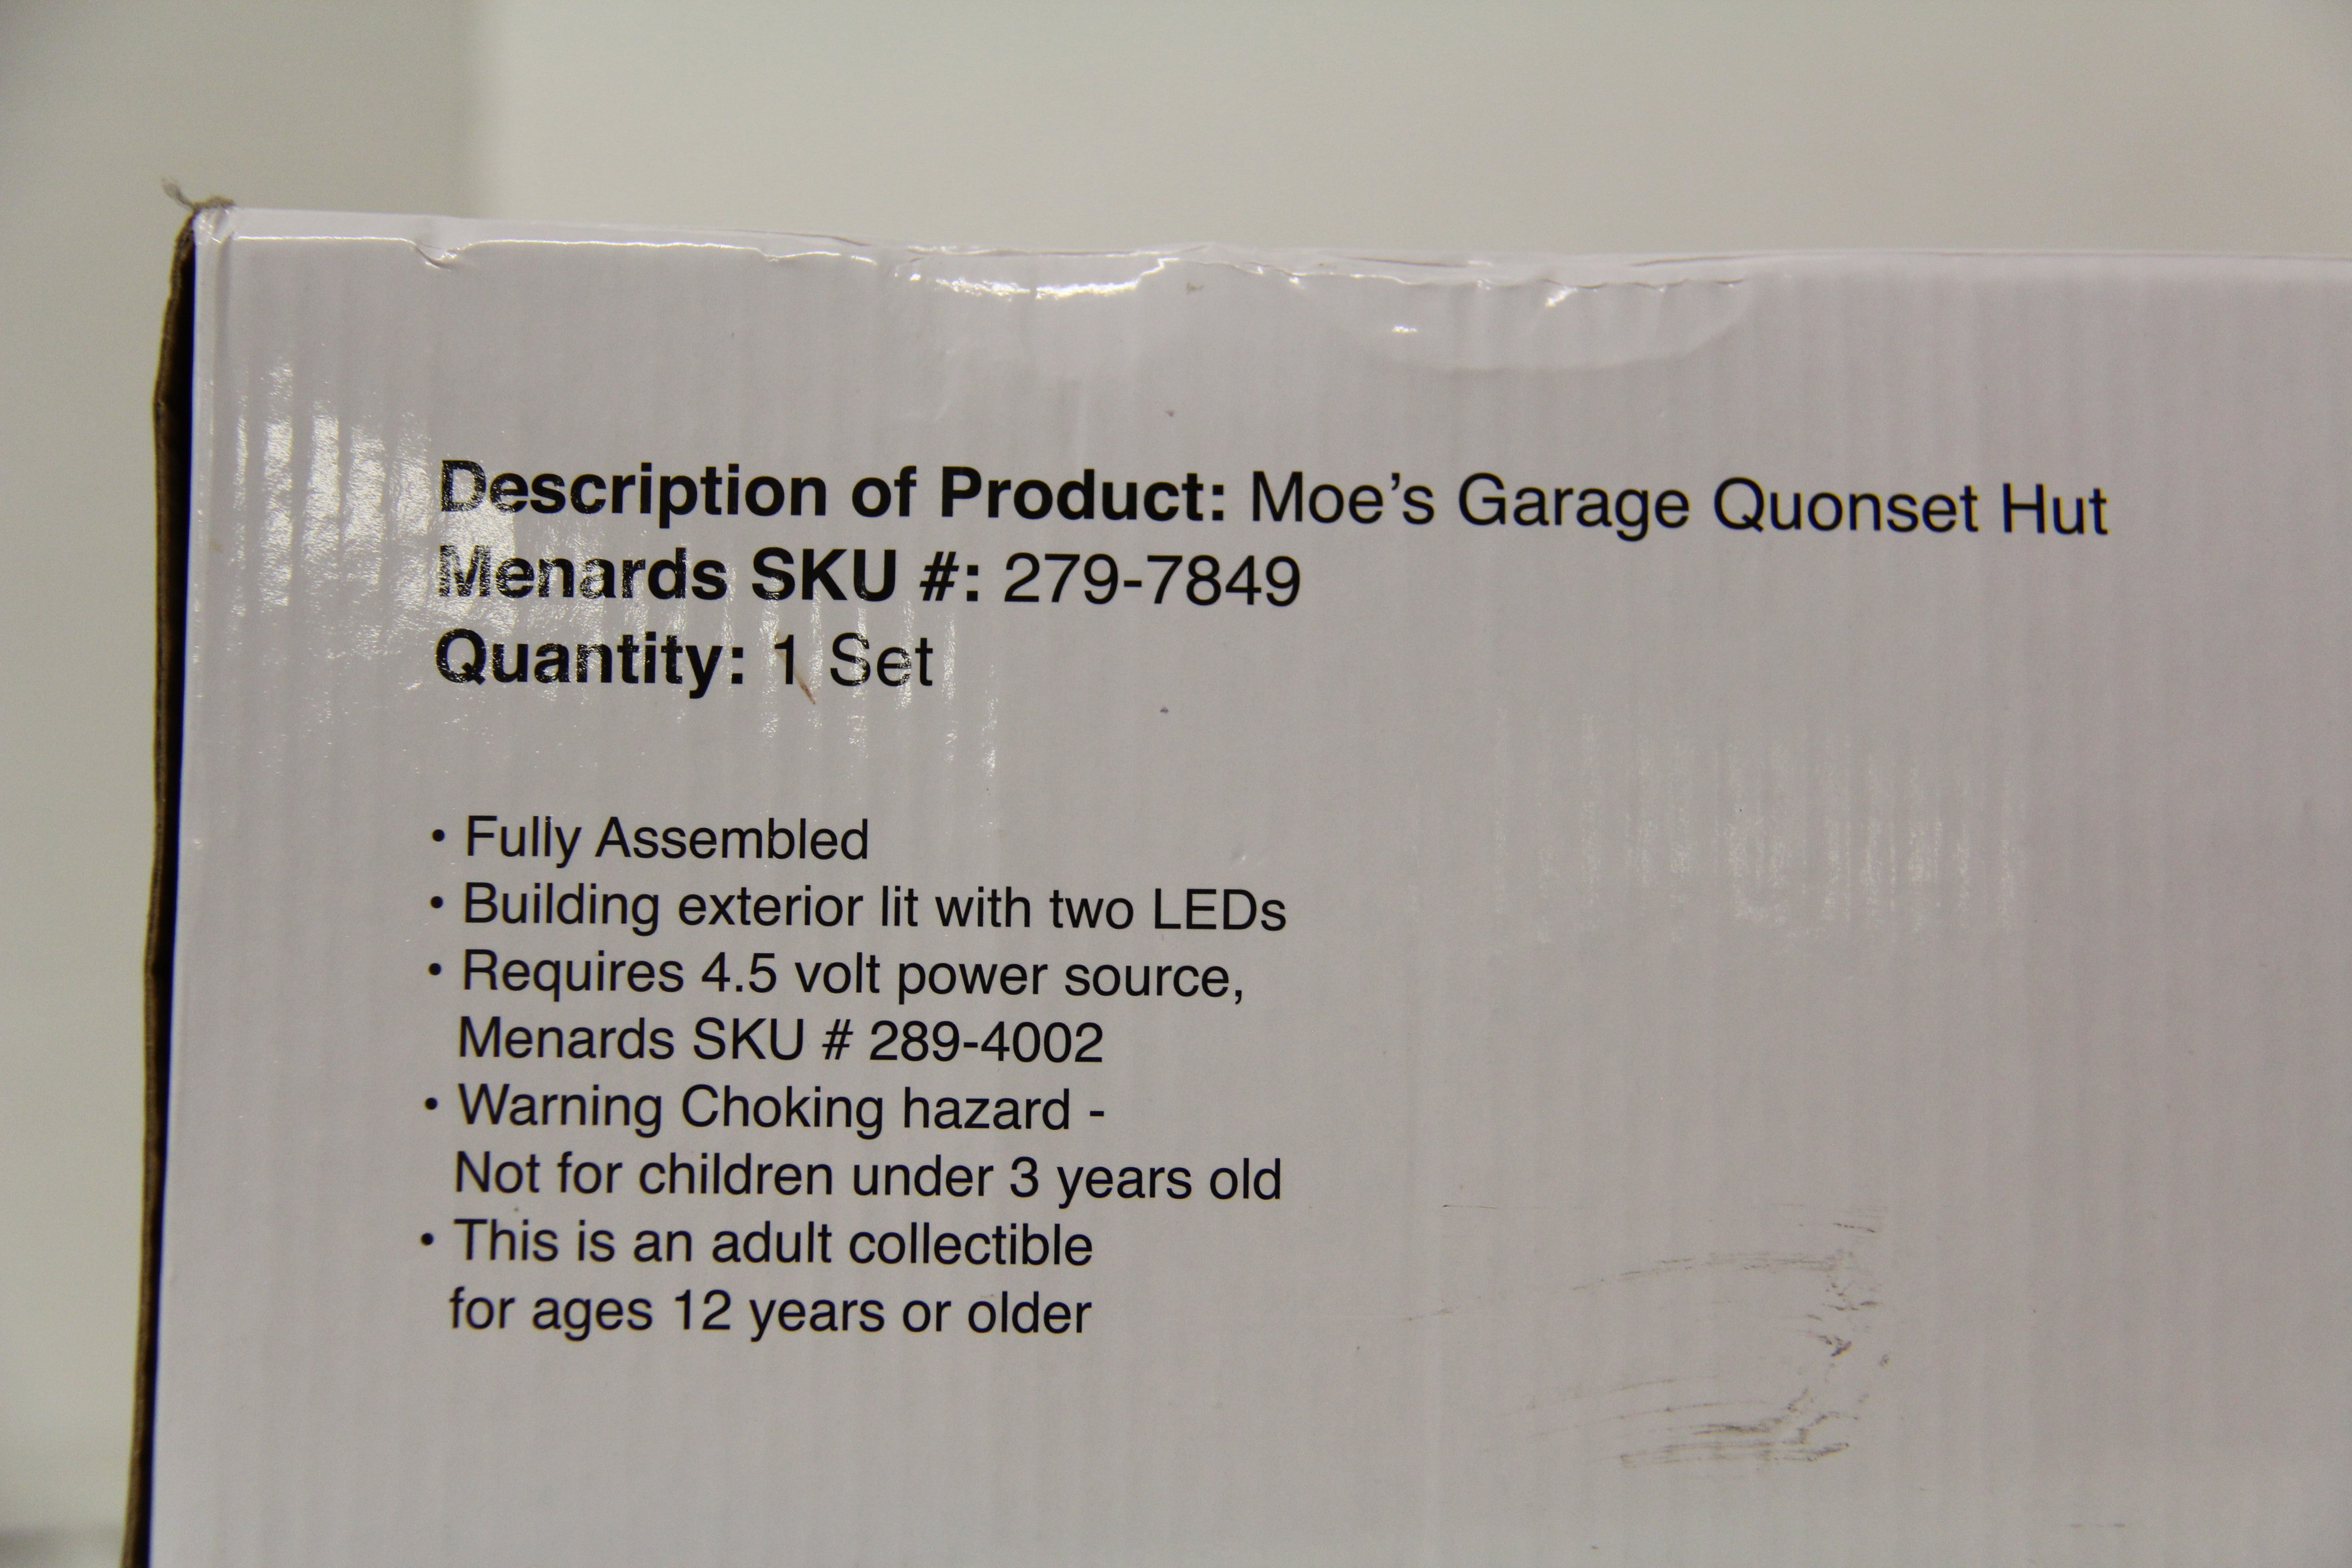 Description of Product: Moe's Garage Quonset Hut
Menards SKU #: 279-7849
Quantity: 1 Set
• Fully Assembled
• Building exterior lit with two LEDs
• Requires 4.5 volt power source,
Menards SKU # 289-4002
• Warning Choking hazard -
Not for children under 3 years old
• This is an adult collectible
for ages 12 years or older